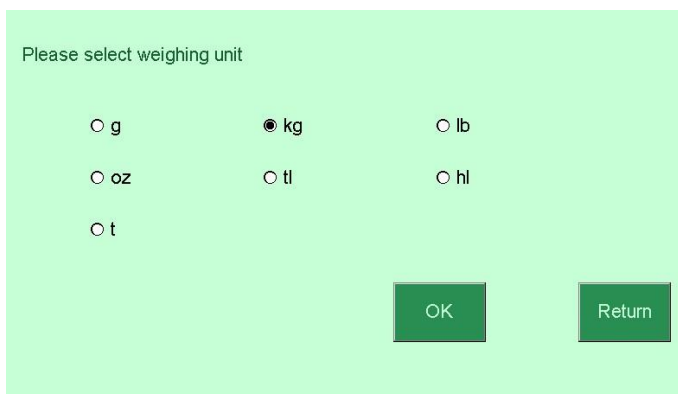 Please select weighing unit
g kg lb
oz tl hl
t
OK Return